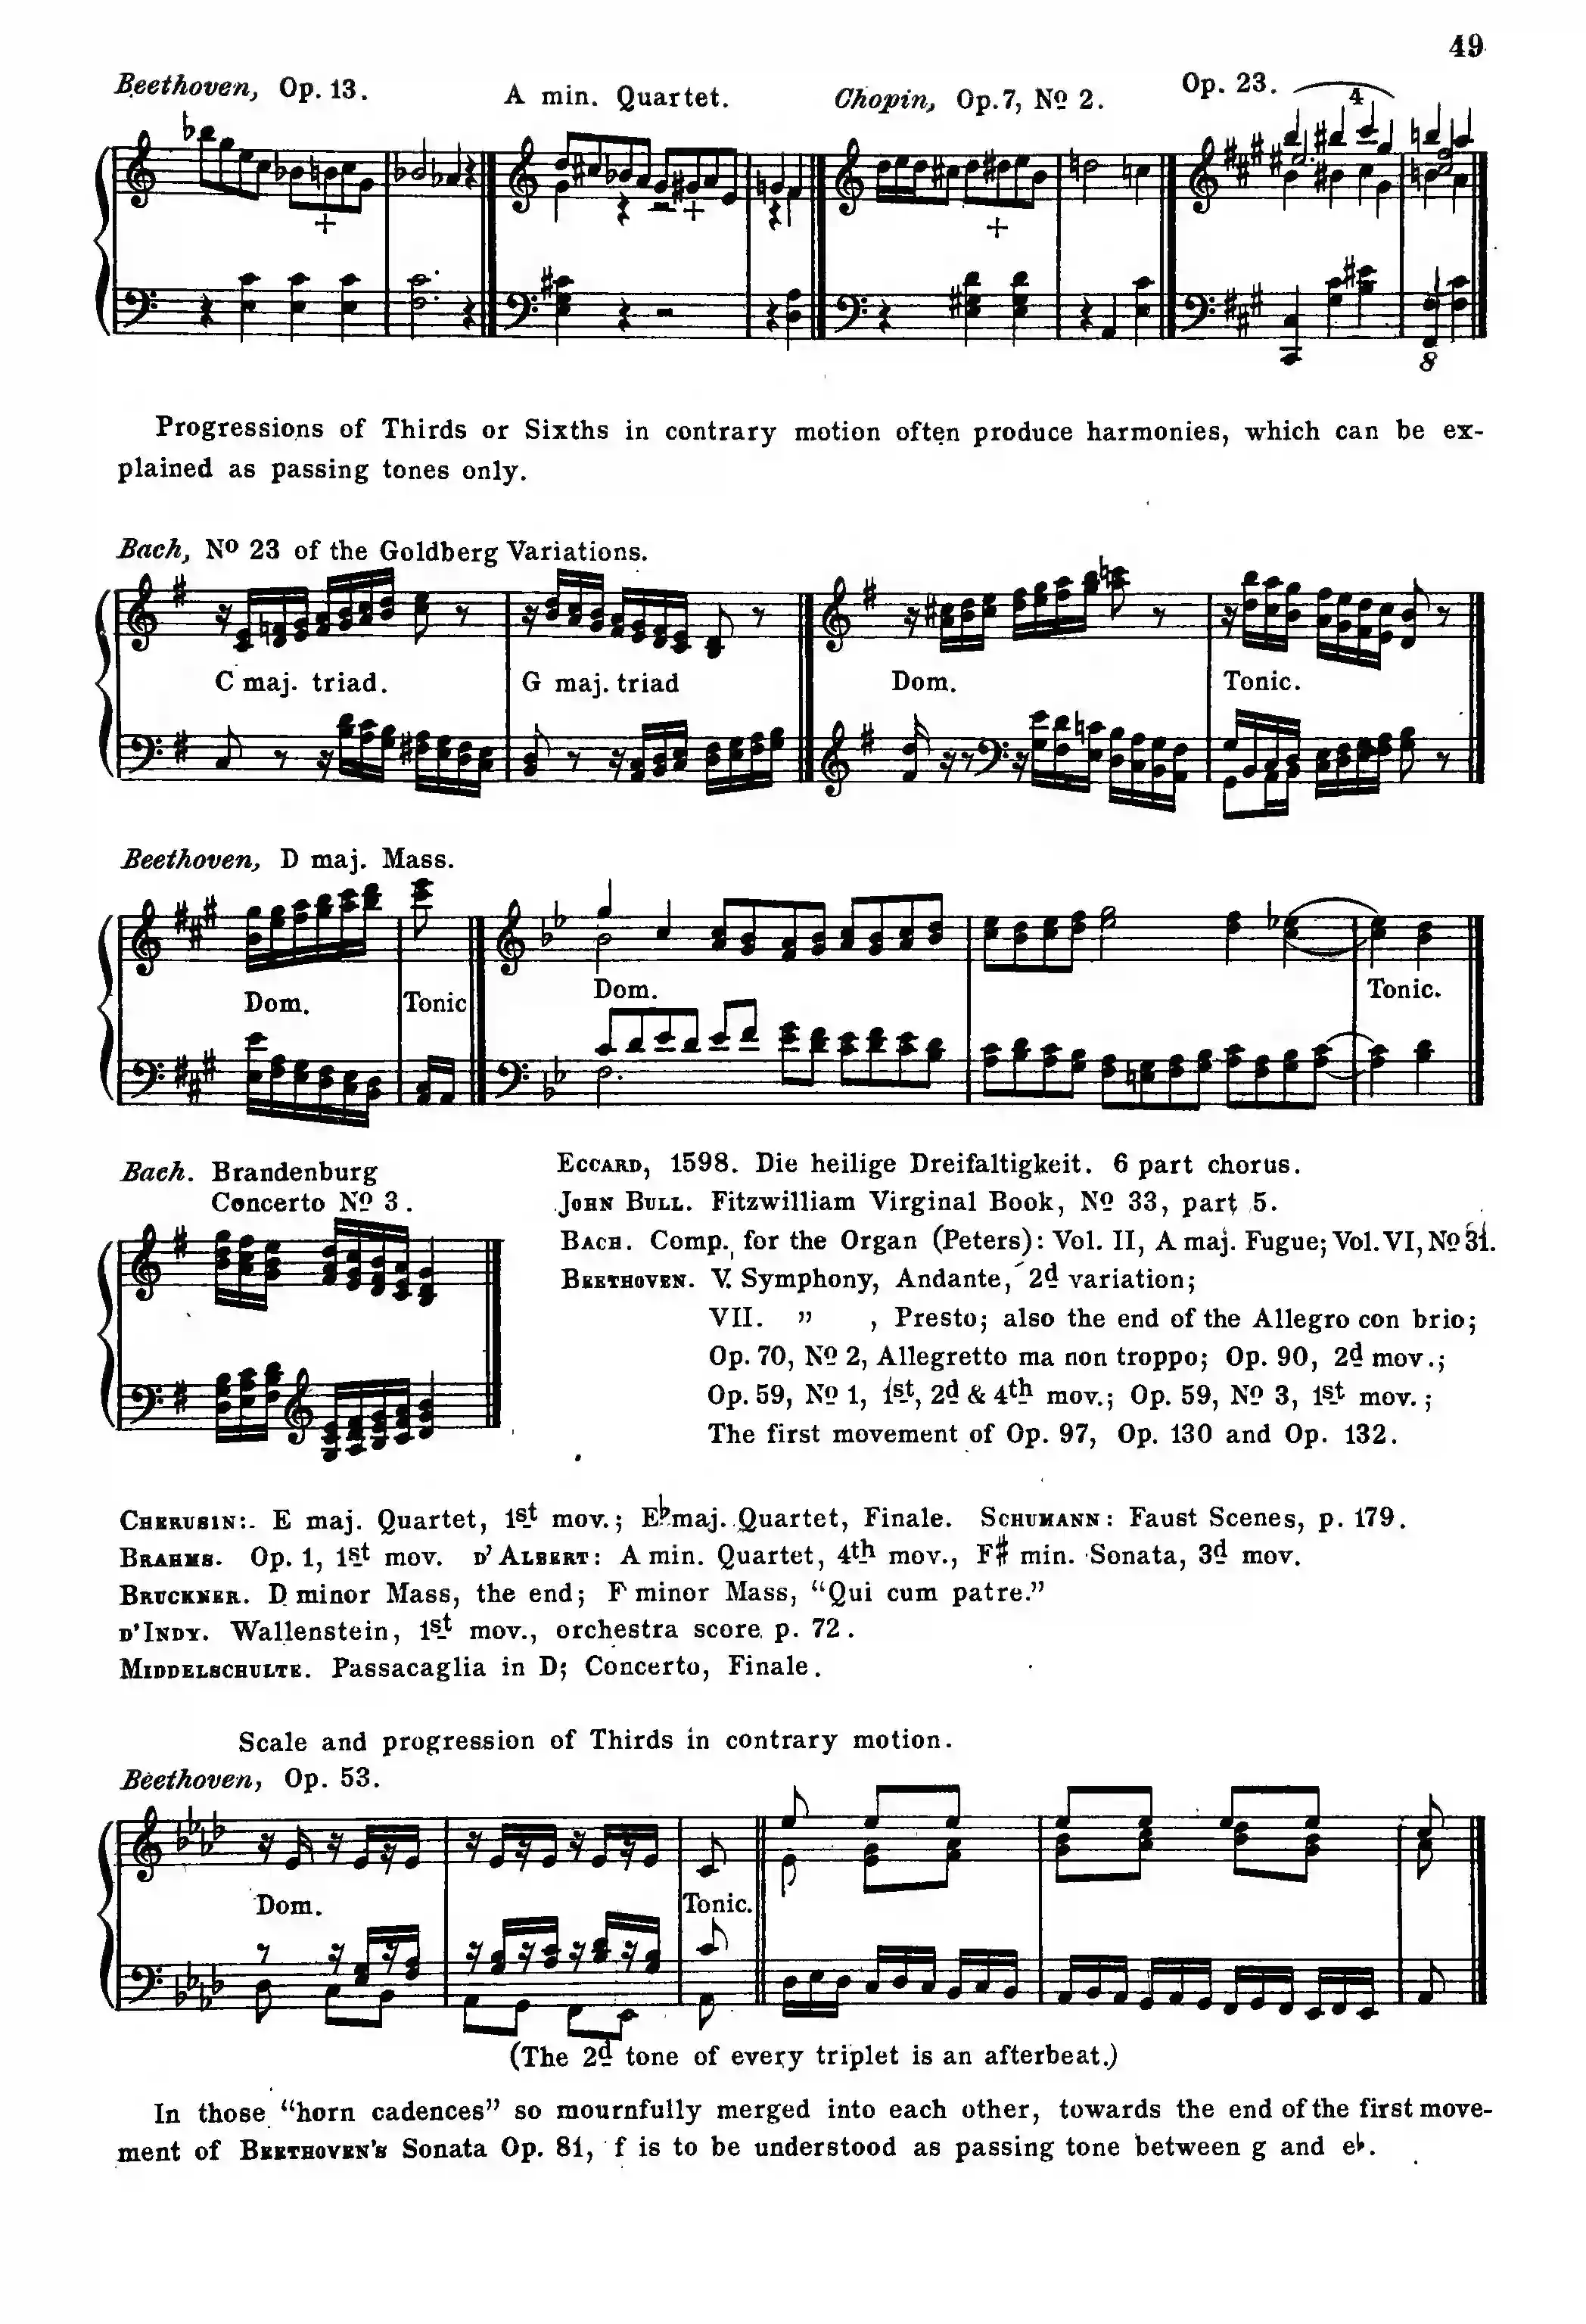 49
Beethoven, Op. 13. A min. Quartet. Chopin, Op. 7, No 2. Op. 23.
4
8
Progressions of Thirds or Sixths in contrary motion often produce harmonies, which can be ex-
plained as passing tones only.
Bach, No 23 of the Goldberg Variations.
C maj. triad. G maj. triad Dom. Tonic.
Beethoven, D maj. Mass.
Dom. Tonic Dom. Tonic.
Bach. Brandenburg
Concerto No 3.
ECCARD, 1598. Die heilige Dreifaltigkeit. 6 part chorus.
JOHN BULL. Fitzwilliam Virginal Book, No 33, part 5.
BACH. Comp. for the Organ (Peters): Vol. II, A maj. Fugue; Vol. VI, No 31.
BEETHOVEN. V. Symphony, Andante, 2d variation;
VII. ” , Presto; also the end of the Allegro con brio;
Op. 70, No 2, Allegretto ma non troppo; Op. 90, 2d mov.;
Op. 59, No 1, 1st, 2d & 4th mov.; Op. 59, No 3, 1st mov.;
The first movement of Op. 97, Op. 130 and Op. 132.
CHERUBINI: E maj. Quartet, 1st mov.; E♭ maj. Quartet, Finale. SCHUMANN: Faust Scenes, p. 179.
BRAHMS. Op. 1, 1st mov. D’ALBERT: A min. Quartet, 4th mov., F♯ min. Sonata, 3d mov.
BRUCKNER. D minor Mass, the end; F minor Mass, “Qui cum patre.”
D’INDY. Wallenstein, 1st mov., orchestra score p. 72.
MIDDELSCHULTE. Passacaglia in D; Concerto, Finale.
Scale and progression of Thirds in contrary motion.
Beethoven, Op. 53.
Dom. Tonic.
(The 2d tone of every triplet is an afterbeat.)
In those “horn cadences” so mournfully merged into each other, towards the end of the first move-
ment of BEETHOVEN’S Sonata Op. 81, f is to be understood as passing tone between g and e♭.